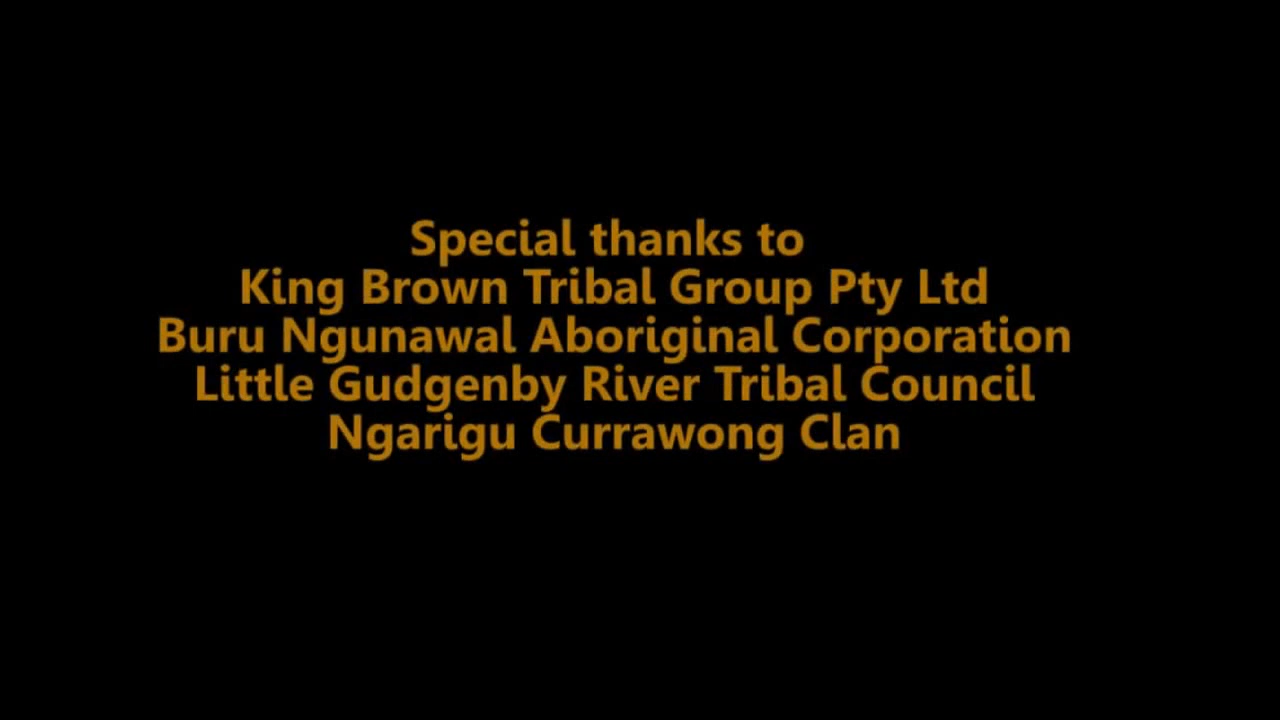 Special thanks to
King Brown Tribal Group Pty Ltd
Buru Ngunawal Aboriginal Corporation
Little Gudgenby River Tribal Council
Ngarigu Currawong Clan